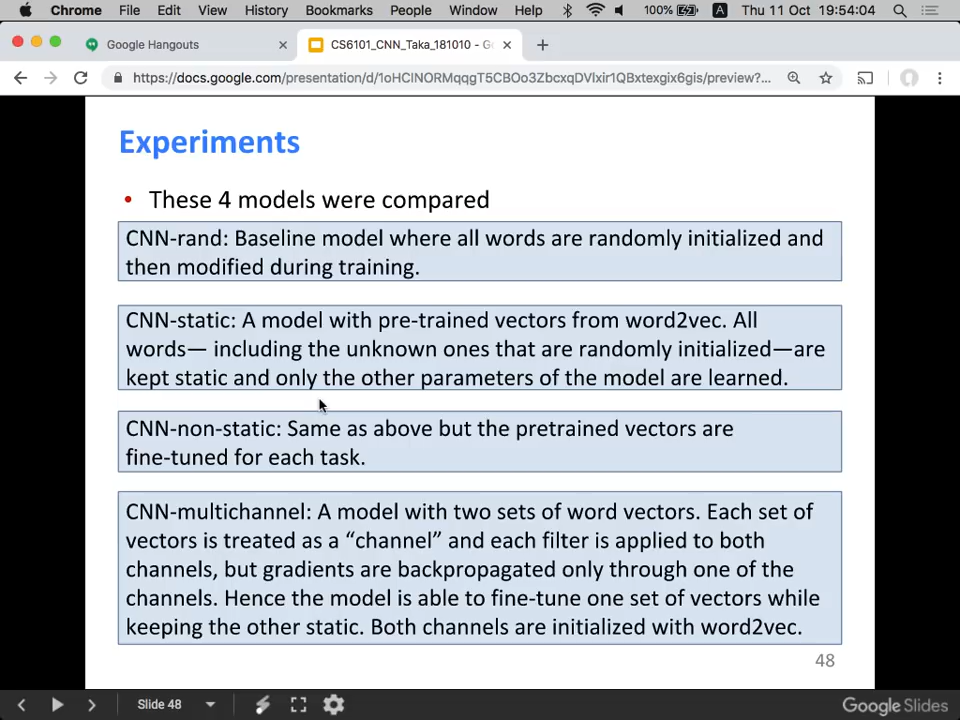 Chrome File Edit View History Bookmarks People Window Help 100% A Thu 11 Oct 19:54:04
Google Hangouts
CS6101_CNN_Taka_181010 - Go
https://docs.google.com/presentation/d/1oHClNORMqqgT5CBOo3ZbcxqDVlxir1QBxtexgix6gis/preview?...
Experiments
• These 4 models were compared
CNN-rand: Baseline model where all words are randomly initialized and
then modified during training.
CNN-static: A model with pre-trained vectors from word2vec. All
words— including the unknown ones that are randomly initialized—are
kept static and only the other parameters of the model are learned.
CNN-non-static: Same as above but the pretrained vectors are
fine-tuned for each task.
CNN-multichannel: A model with two sets of word vectors. Each set of
vectors is treated as a “channel” and each filter is applied to both
channels, but gradients are backpropagated only through one of the
channels. Hence the model is able to fine-tune one set of vectors while
keeping the other static. Both channels are initialized with word2vec.
48
Slide 48
Google Slides